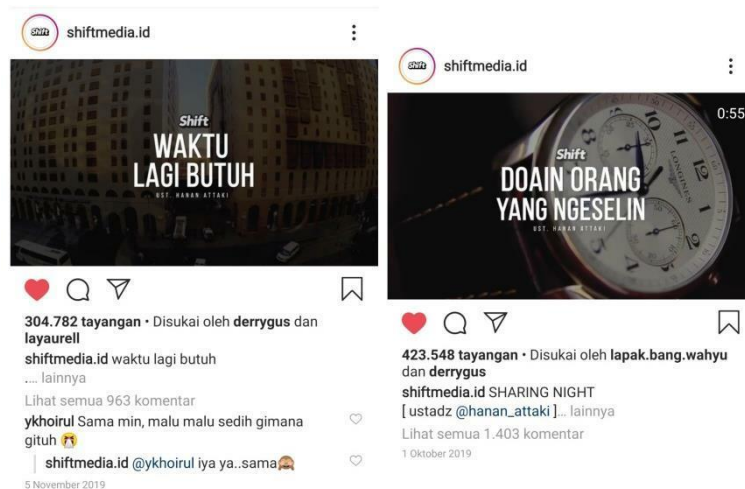 Shift
shiftmedia.id
Shift
WAKTU
LAGI BUTUH
UST. HANAN ATTAKI
304.782 tayangan • Disukai oleh derrygus dan
layaurell
shiftmedia.id waktu lagi butuh
.... lainnya
Lihat semua 963 komentar
ykhoirul Sama min, malu malu sedih gimana
gituh
shiftmedia.id @ykhoirul iya ya..sama
5 November 2019
Shift
shiftmedia.id
0:55
Shift
DOAIN ORANG
YANG NGESELIN
UST. HANAN ATTAKI
LONGINES
423.548 tayangan • Disukai oleh lapak.bang.wahyu
dan derrygus
shiftmedia.id SHARING NIGHT
[ ustadz @hanan_attaki ]... lainnya
Lihat semua 1.403 komentar
1 Oktober 2019